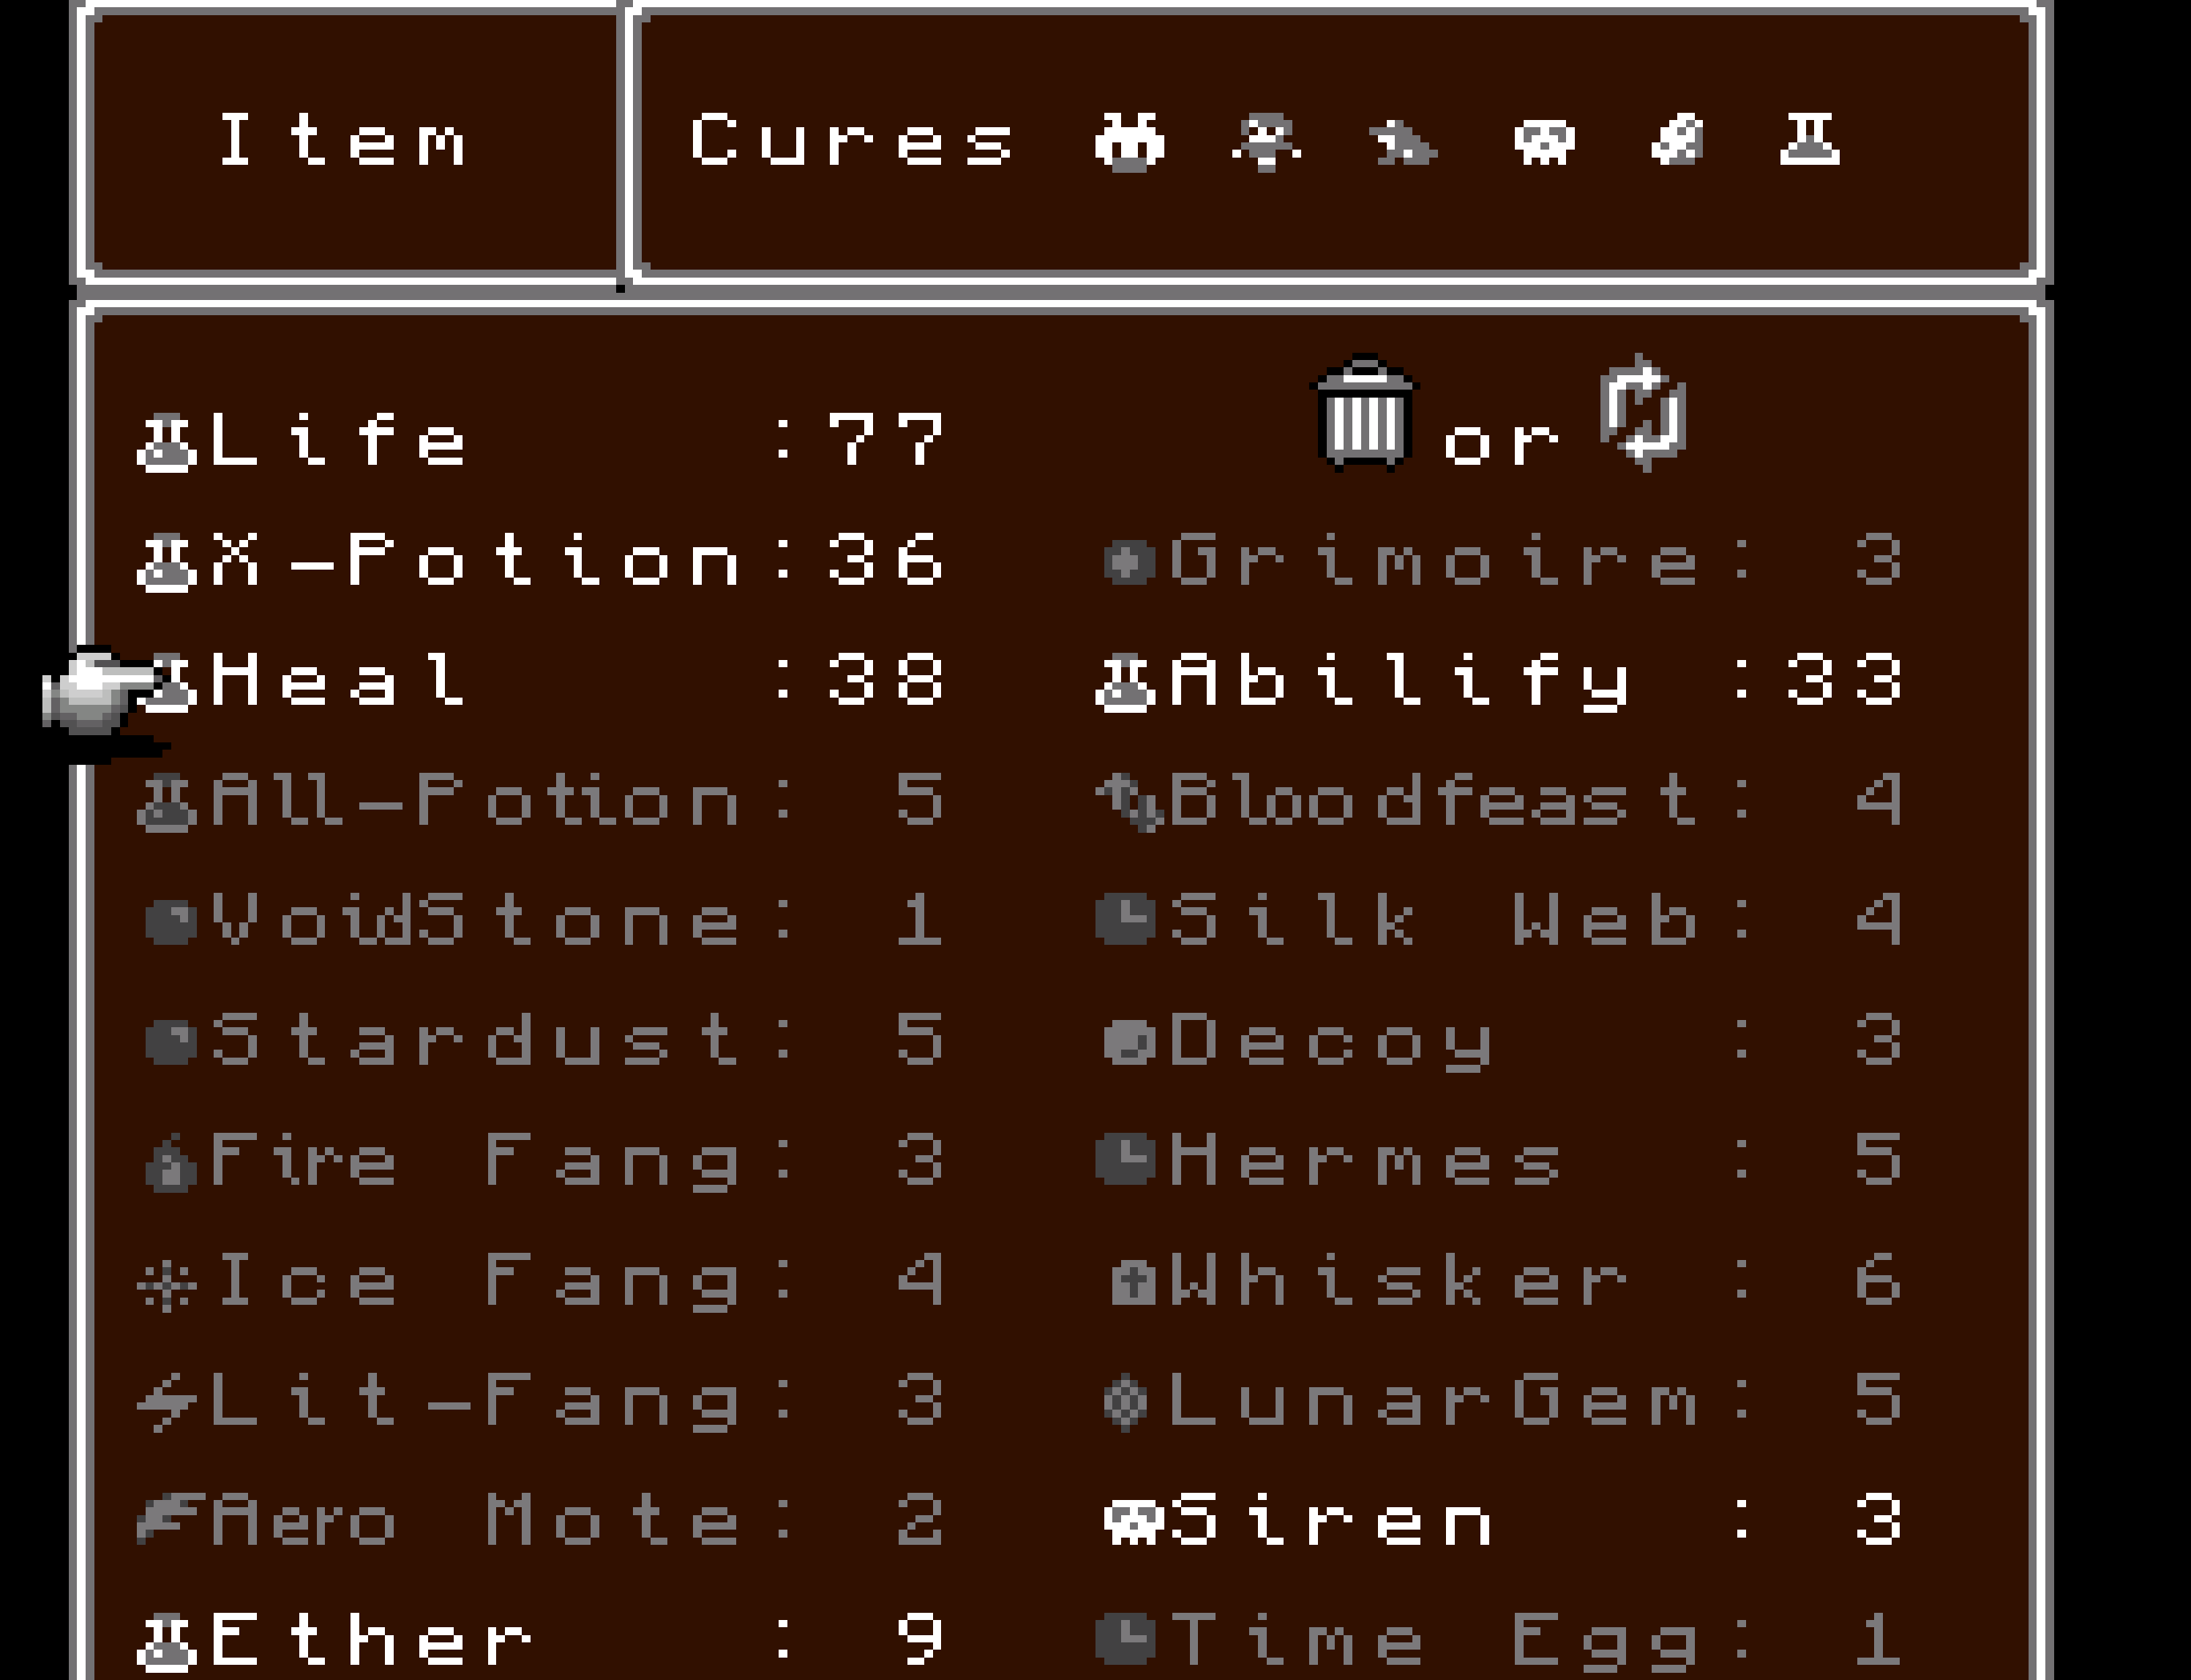 Item Cures
Life :77 or
X-Potion:36 Grimoire: 3
Heal :38 Abilify :33
All-Potion: 5 Bloodfeast: 4
VoidStone: 1 Silk Web: 4
Stardust: 5 Decoy : 3
Fire Fang: 3 Hermes : 5
Ice Fang: 4 Whisker : 6
Lit-Fang: 3 LunarGem: 5
Aero Mote: 2 Siren : 3
Ether : 9 Time Egg: 1